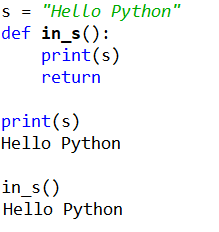 s = "Hello Python"
def in_s():
    print(s)
    return
print(s)
Hello Python
in_s()
Hello Python